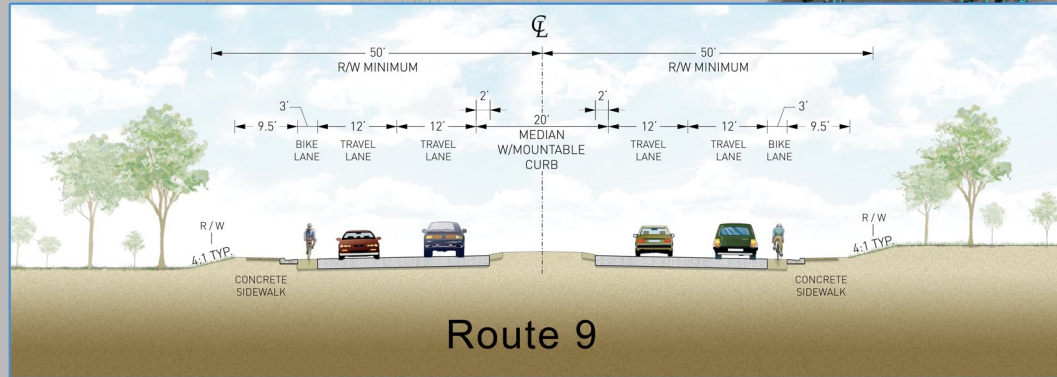 ℄
50' 50'
R/W MINIMUM R/W MINIMUM
2' 2'
3' 3'
9.5' 12' 12' 20' 12' 12' 9.5'
BIKE LANE
TRAVEL LANE
TRAVEL LANE
MEDIAN
W/MOUNTABLE
CURB
TRAVEL LANE
TRAVEL LANE
BIKE LANE
R/W R/W
4:1 TYP. 4:1 TYP.
CONCRETE SIDEWALK
CONCRETE SIDEWALK
Route 9